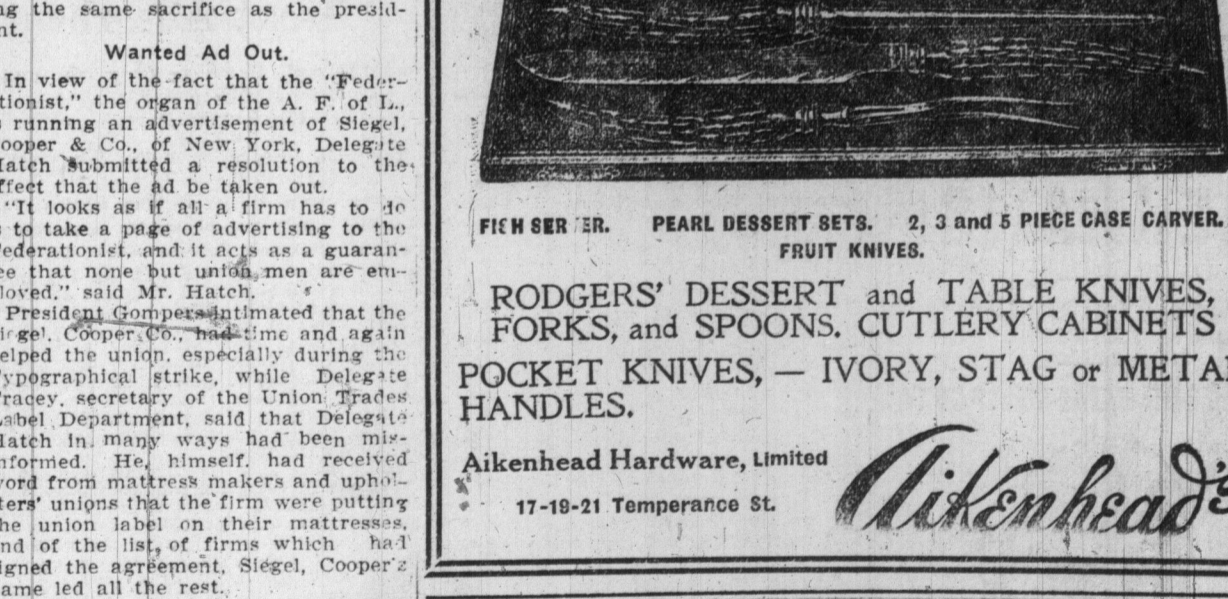 ng the same sacrifice as the presid-
nt.
Wanted Ad Out.
In view of the fact that the "Feder-
tionist," the organ of the A. F. of L.,
s running an advertisement of Siegel,
ooper & Co., of New York, Delegate
Hatch submitted a resolution to the
ffect that the ad be taken out.
"It looks as if all a firm has to do
s to take a page of advertising to the
ederationist, and it acts as a guaran-
ee that none but union men are em-
loyed," said Mr. Hatch.
President Gompers intimated that the
iegel, Cooper Co., had time and again
elped the union, especially during the
ypographical strike, while Delegate
racey, secretary of the Union Trades
Label Department, said that Delegate
Hatch in many ways had been mis-
nformed. He, himself, had received
word from mattress makers and uphol-
ters' unions that the firm were putting
he union label on their mattresses,
nd of the list, of firms which had
igned the agreement, Siegel, Cooper's
ame led all the rest.
FISH SER ER. PEARL DESSERT SETS. 2, 3 and 5 PIECE CASE CARVER.
FRUIT KNIVES.
RODGERS' DESSERT and TABLE KNIVES,
FORKS, and SPOONS. CUTLERY CABINETS
POCKET KNIVES, — IVORY, STAG or META
HANDLES.
Aikenhead Hardware, Limited
17-19-21 Temperance St.
Aikenhead's